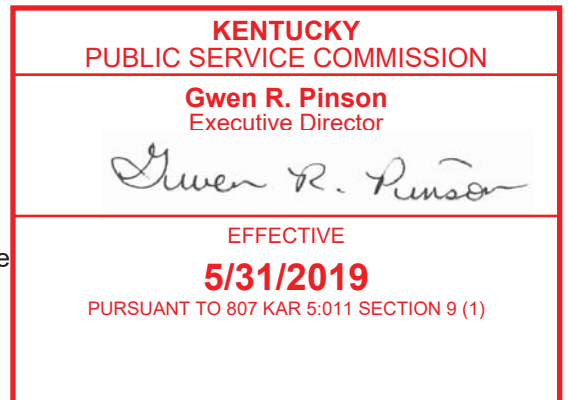 KENTUCKY
PUBLIC SERVICE COMMISSION
Gwen R. Pinson
Executive Director
Gwen R. Pinson
e
EFFECTIVE
5/31/2019
PURSUANT TO 807 KAR 5:011 SECTION 9 (1)